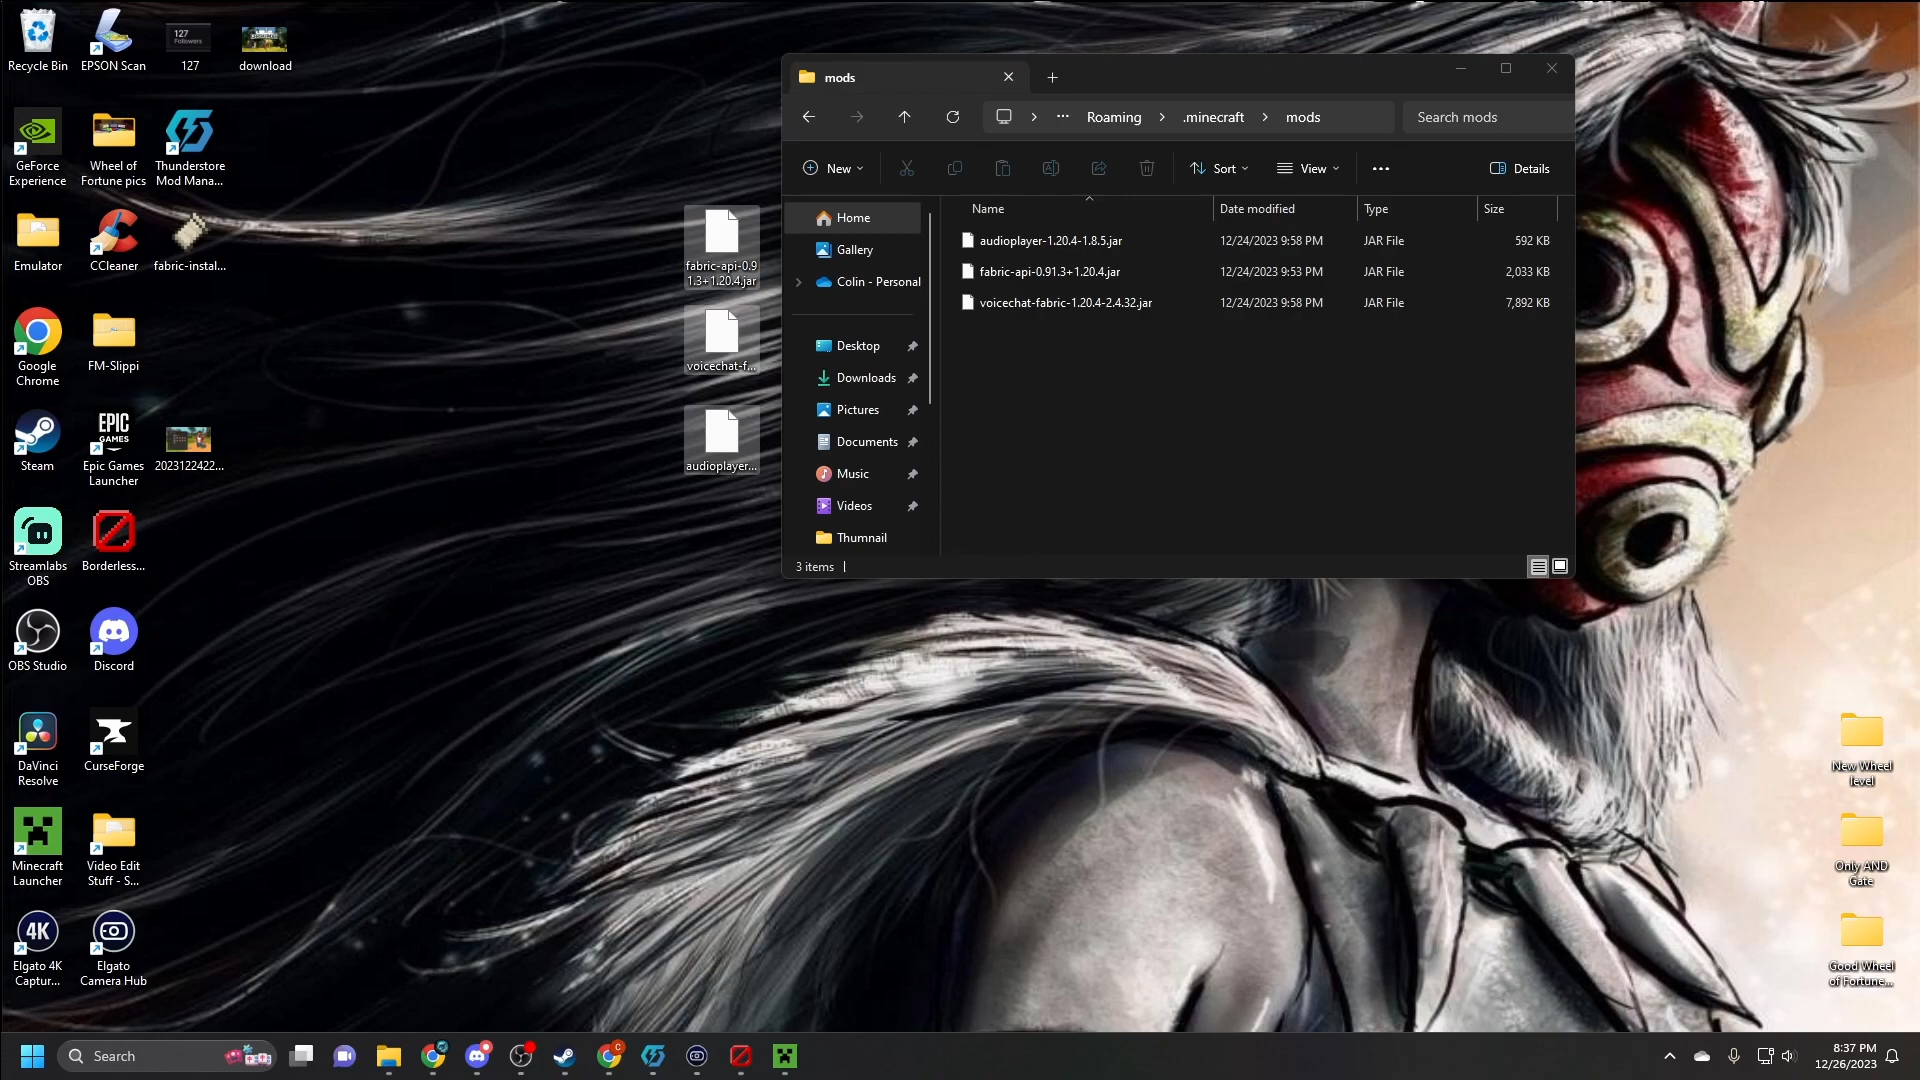 Recycle Bin
EPSON Scan
127
Followers
127
download
GeForce
Experience
Wheel of
Fortune pics
Thunderstore
Mod Mana...
Emulator
CCleaner
fabric-instal...
Google
Chrome
FM-Slippi
Steam
EPIC
GAMES
Epic Games
Launcher
2023122422...
Streamlabs
OBS
Borderless...
OBS Studio
Discord
DaVinci
Resolve
CurseForge
Minecraft
Launcher
Video Edit
Stuff - S...
4K
Elgato 4K
Captur...
Elgato
Camera Hub
fabric-api-0.9
1.3+1.20.4.jar
voicechat-f...
audioplayer...
mods
Roaming
.minecraft
mods
Search mods
New
Sort
View
Details
Home
Gallery
Colin - Personal
Desktop
Downloads
Pictures
Documents
Music
Videos
Thumnail
Name
Date modified
Type
Size
audioplayer-1.20.4-1.8.5.jar
12/24/2023 9:58 PM
JAR File
592 KB
fabric-api-0.91.3+1.20.4.jar
12/24/2023 9:53 PM
JAR File
2,033 KB
voicechat-fabric-1.20.4-2.4.32.jar
12/24/2023 9:58 PM
JAR File
7,892 KB
3 items
New Wheel
level
Only AND
Gate
Good Wheel
of Fortune...
Search
C
8:37 PM
12/26/2023